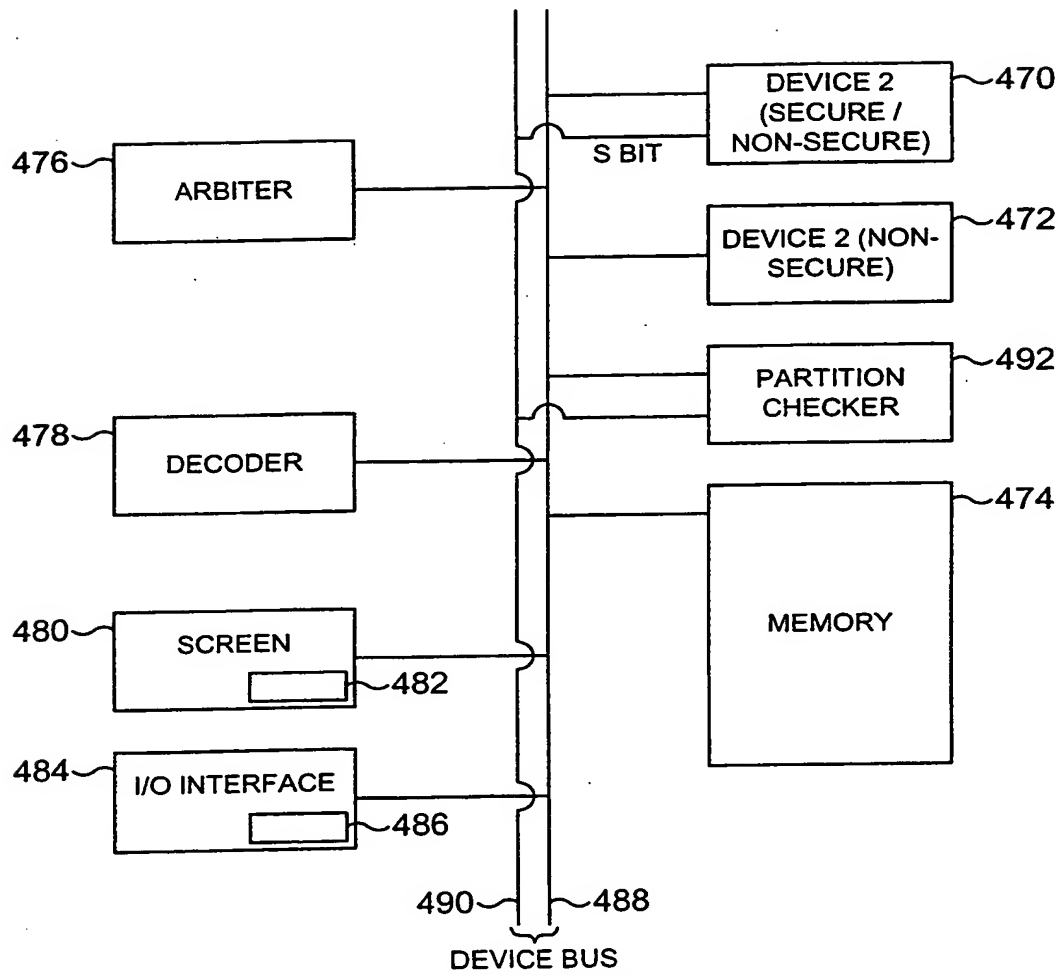 DEVICE 2
(SECURE /
NON-SECURE)
470
S BIT
476
ARBITER
DEVICE 2 (NON-
SECURE)
472
PARTITION
CHECKER
492
478
DECODER
MEMORY
474
480
SCREEN
482
484
I/O INTERFACE
486
490
488
DEVICE BUS